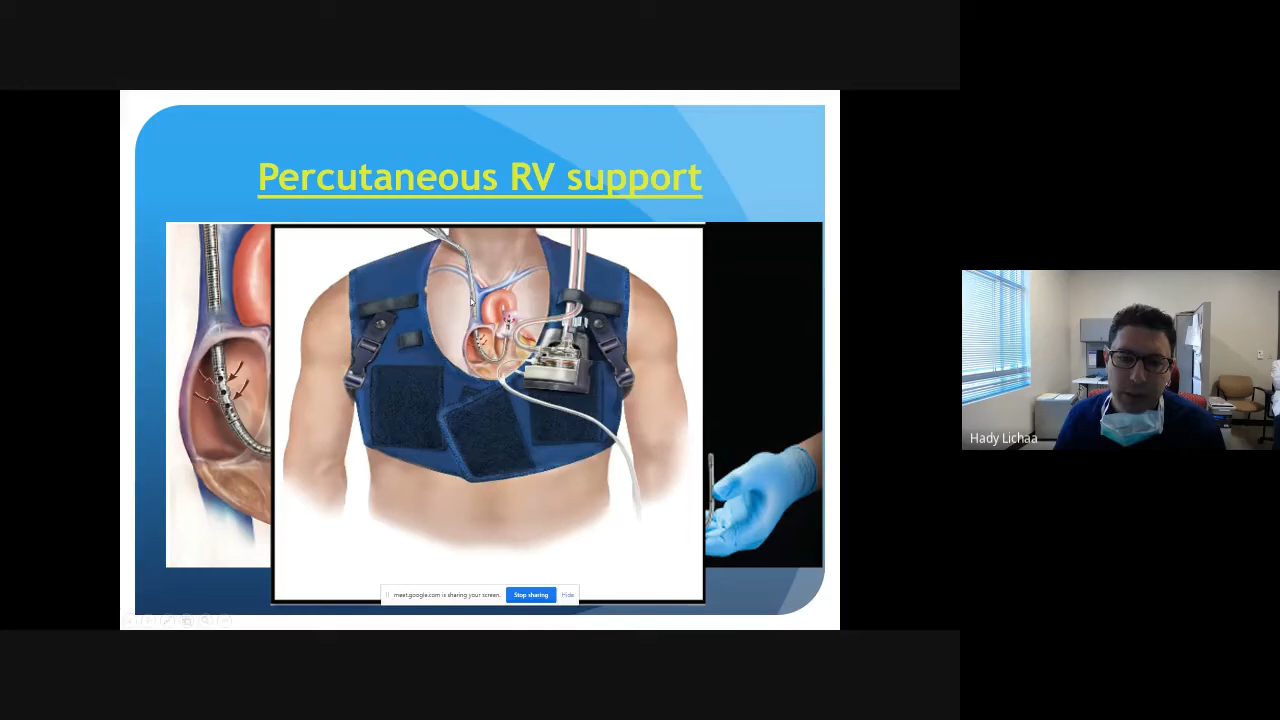 Percutaneous RV support
meet.google.com is sharing your screen.
Stop sharing
Hide
Hady Lichaa